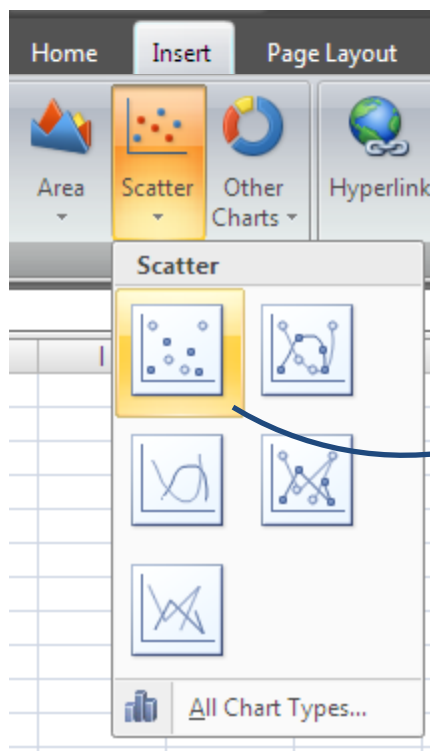 Home Insert Page Layout
Area Scatter Other Charts Hyperlink
Scatter
I
All Chart Types...